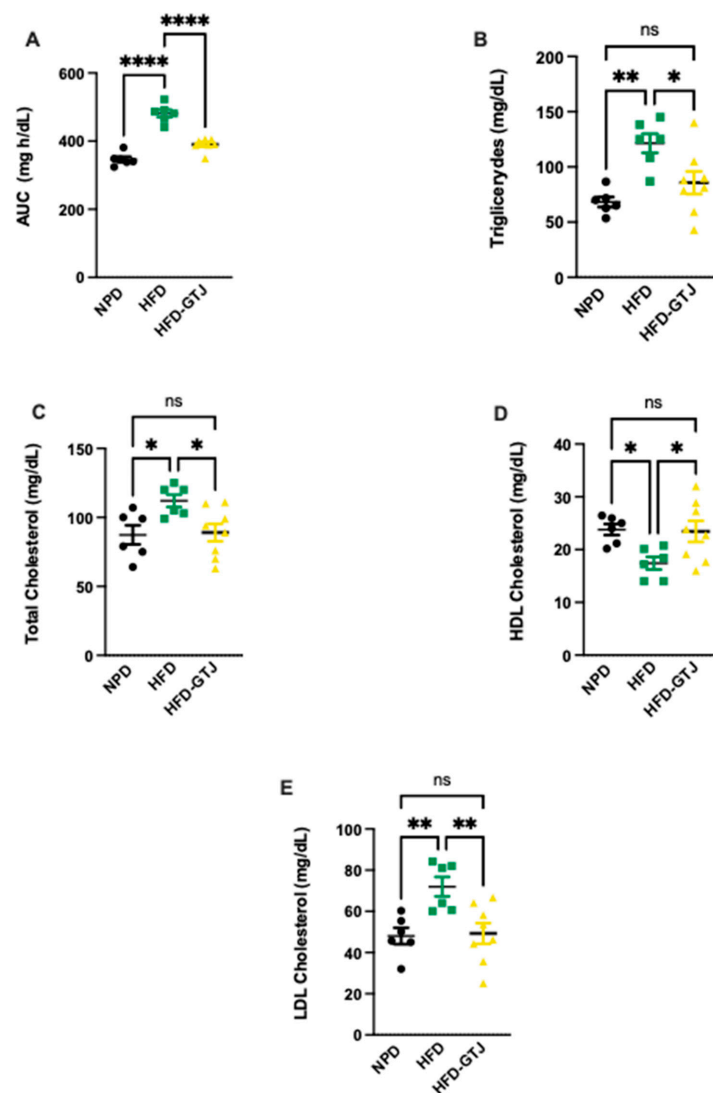 A
****
****
AUC (mg h/dL)
600
400
200
0
NPD
HFD
HFD-GTJ
B
ns
**
*
Triglicerydes (mg/dL)
200
150
100
50
0
NPD
HFD
HFD-GTJ
C
ns
*
*
Total Cholesterol (mg/dL)
150
100
50
0
NPD
HFD
HFD-GTJ
D
ns
*
*
HDL Cholesterol (mg/dL)
40
30
20
10
0
NPD
HFD
HFD-GTJ
E
ns
**
**
LDL Cholesterol (mg/dL)
100
80
60
40
20
0
NPD
HFD
HFD-GTJ